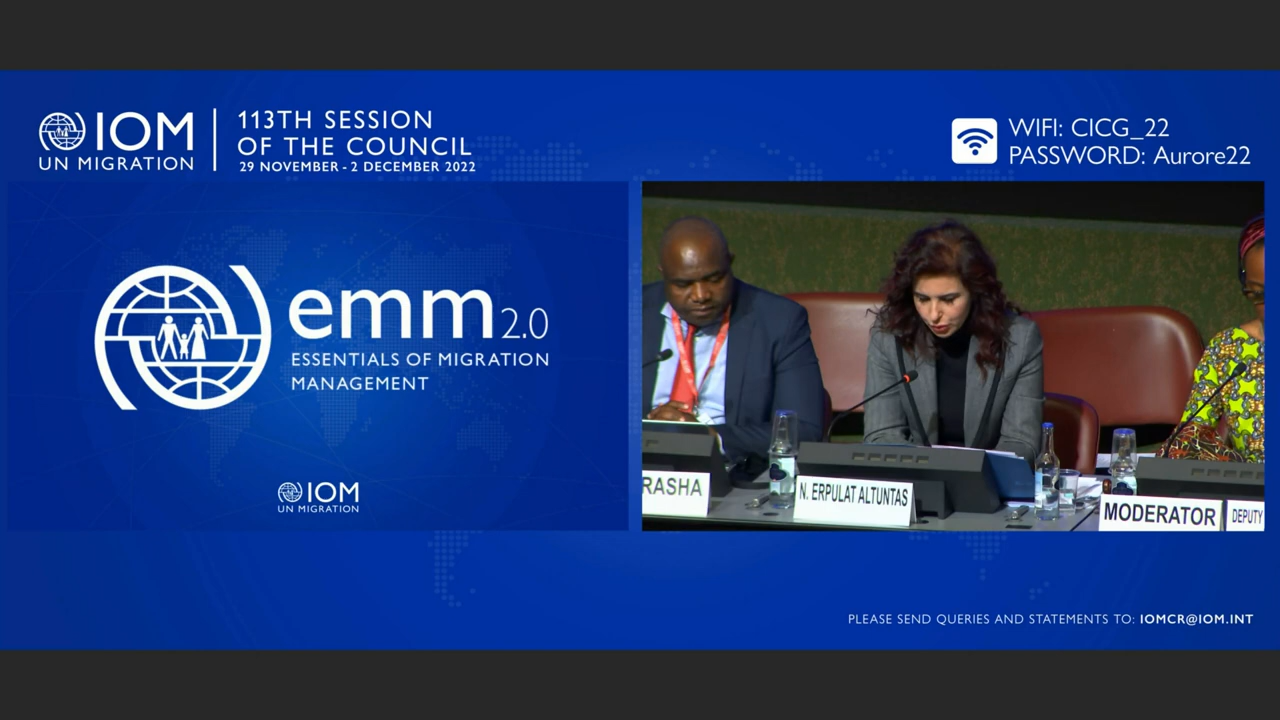 IOM
UN MIGRATION
113TH SESSION
OF THE COUNCIL
29 NOVEMBER - 2 DECEMBER 2022
WIFI: CICG_22
PASSWORD: Aurore22
emm2.0
ESSENTIALS OF MIGRATION
MANAGEMENT
IOM
UN MIGRATION
RASHA
N. ERPULAT ALTUNTAS
MODERATOR
DEPUTY
PLEASE SEND QUERIES AND STATEMENTS TO: IOMCR@IOM.INT